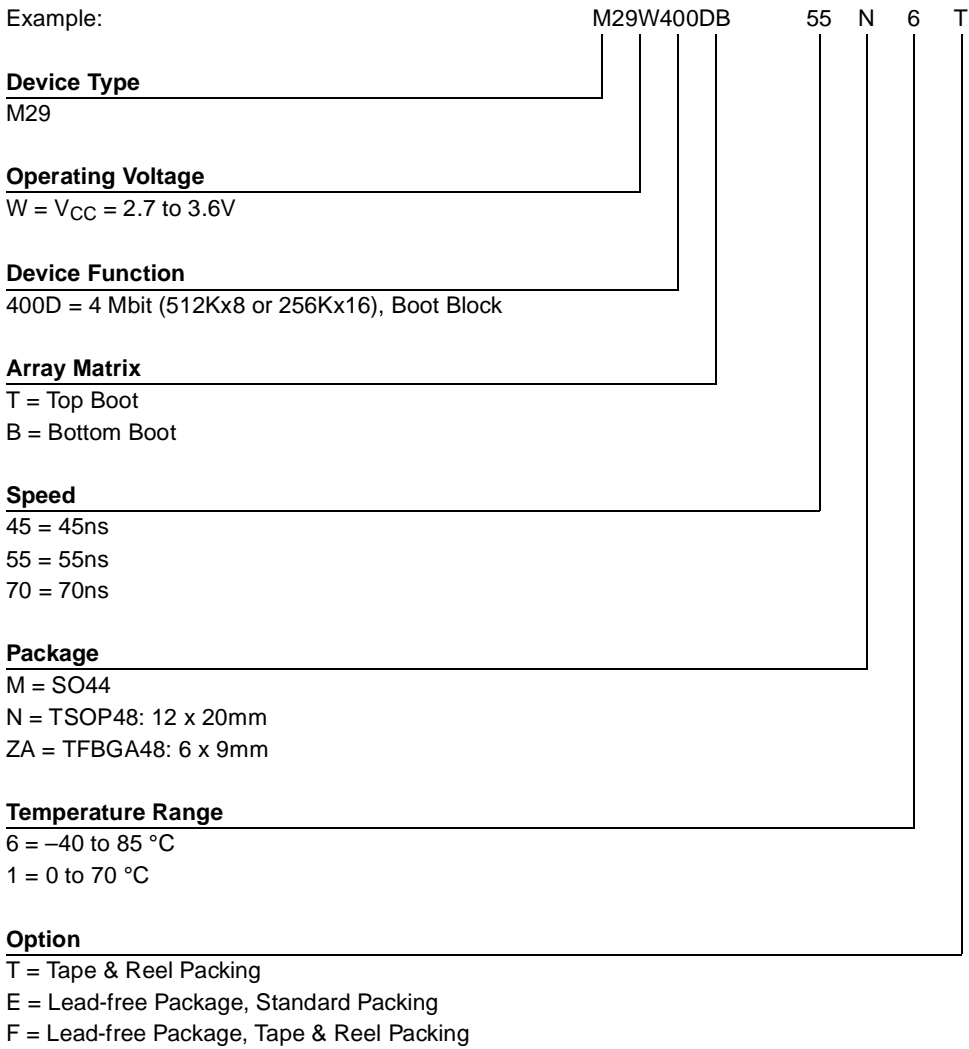 Example: M29W400DB 55 N 6 T
Device Type
M29
Operating Voltage
W = VCC = 2.7 to 3.6V
Device Function
400D = 4 Mbit (512Kx8 or 256Kx16), Boot Block
Array Matrix
T = Top Boot
B = Bottom Boot
Speed
45 = 45ns
55 = 55ns
70 = 70ns
Package
M = SO44
N = TSOP48: 12 x 20mm
ZA = TFBGA48: 6 x 9mm
Temperature Range
6 = –40 to 85 °C
1 = 0 to 70 °C
Option
T = Tape & Reel Packing
E = Lead-free Package, Standard Packing
F = Lead-free Package, Tape & Reel Packing